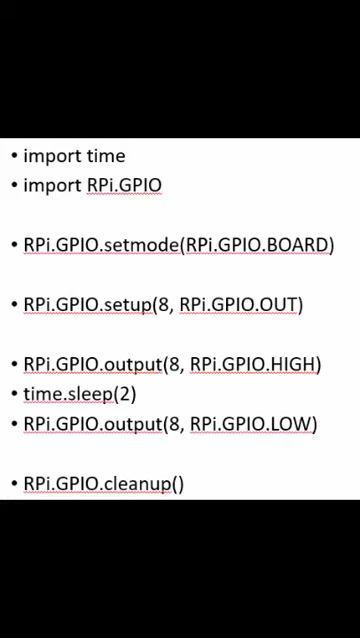 • import time
• import RPi.GPIO
• RPi.GPIO.setmode(RPi.GPIO.BOARD)
• RPi.GPIO.setup(8, RPi.GPIO.OUT)
• RPi.GPIO.output(8, RPi.GPIO.HIGH)
• time.sleep(2)
• RPi.GPIO.output(8, RPi.GPIO.LOW)
• RPi.GPIO.cleanup()